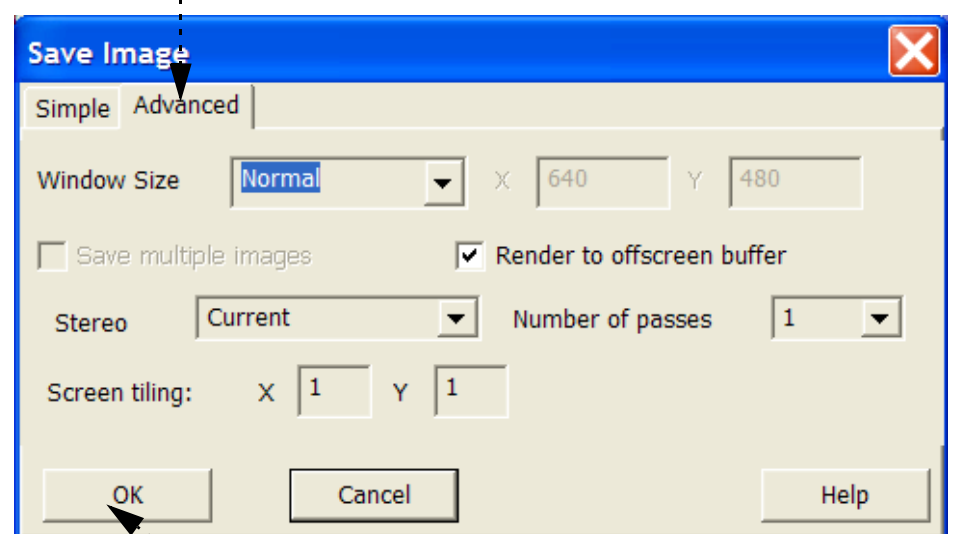 Save Image
Simple Advanced
Window Size Normal X 640 Y 480
Save multiple images Render to offscreen buffer
Stereo Current Number of passes 1
Screen tiling: X 1 Y 1
OK Cancel Help